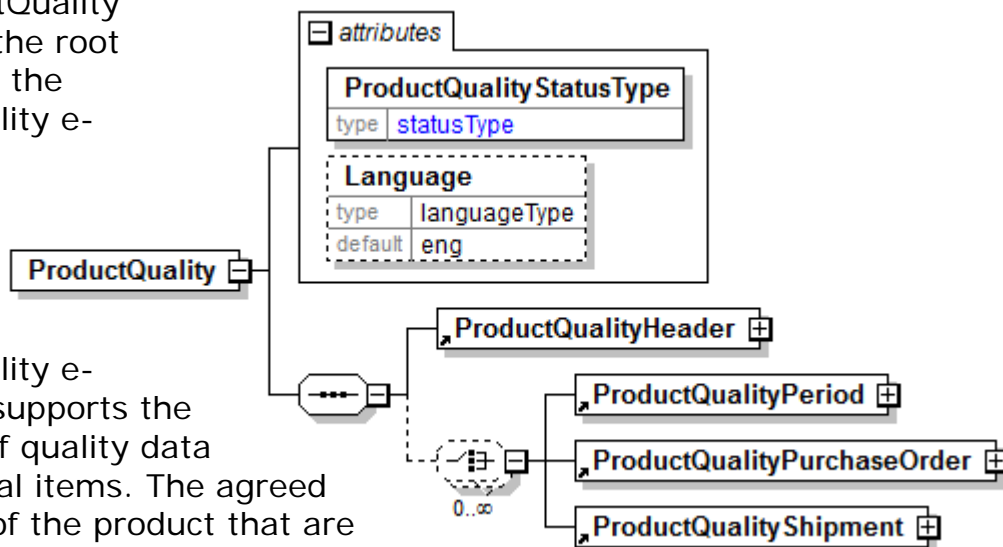 tQuality
the root
the
lity e-
attributes
ProductQualityStatusType
type statusType
Language
type languageType
default eng
ProductQuality
ProductQualityHeader
lity e-
supports the
f quality data
al items. The agreed
of the product that are
ProductQualityPeriod
ProductQualityPurchaseOrder
0..∞
ProductQualityShipment